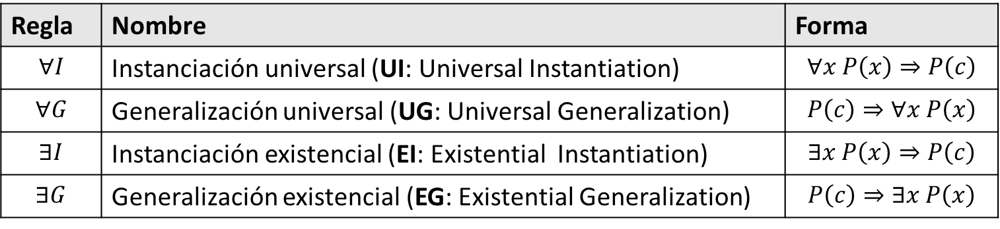 Regla Nombre Forma
∀I Instanciación universal (UI: Universal Instantiation) ∀x P(x) ⇒ P(c)
∀G Generalización universal (UG: Universal Generalization) P(c) ⇒ ∀x P(x)
∃I Instanciación existencial (EI: Existential Instantiation) ∃x P(x) ⇒ P(c)
∃G Generalización existencial (EG: Existential Generalization) P(c) ⇒ ∃x P(x)